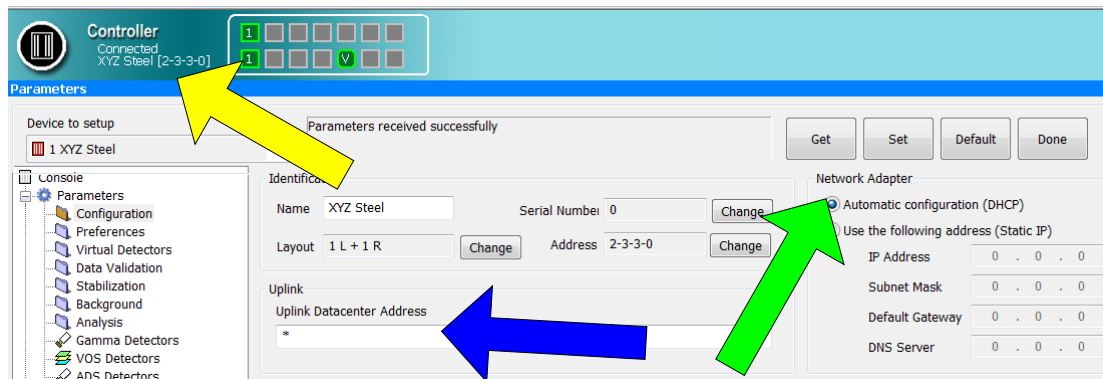 Controller
Connected
XYZ Steel [2-3-3-0]
1
1 V
Parameters
Device to setup
Parameters received successfully
1 XYZ Steel
Get Set Default Done
Console
Parameters
Configuration
Preferences
Virtual Detectors
Data Validation
Stabilization
Background
Analysis
Gamma Detectors
VOS Detectors
ADS Detectors
Name XYZ Steel Serial Number 0 Change
Layout 1 L + 1 R Change Address 2-3-3-0 Change
Uplink
Uplink Datacenter Address
*
Network Adapter
Automatic configuration (DHCP)
Use the following address (Static IP)
IP Address 0 . 0 . 0
Subnet Mask 0 . 0 . 0
Default Gateway 0 . 0 . 0
DNS Server 0 . 0 . 0